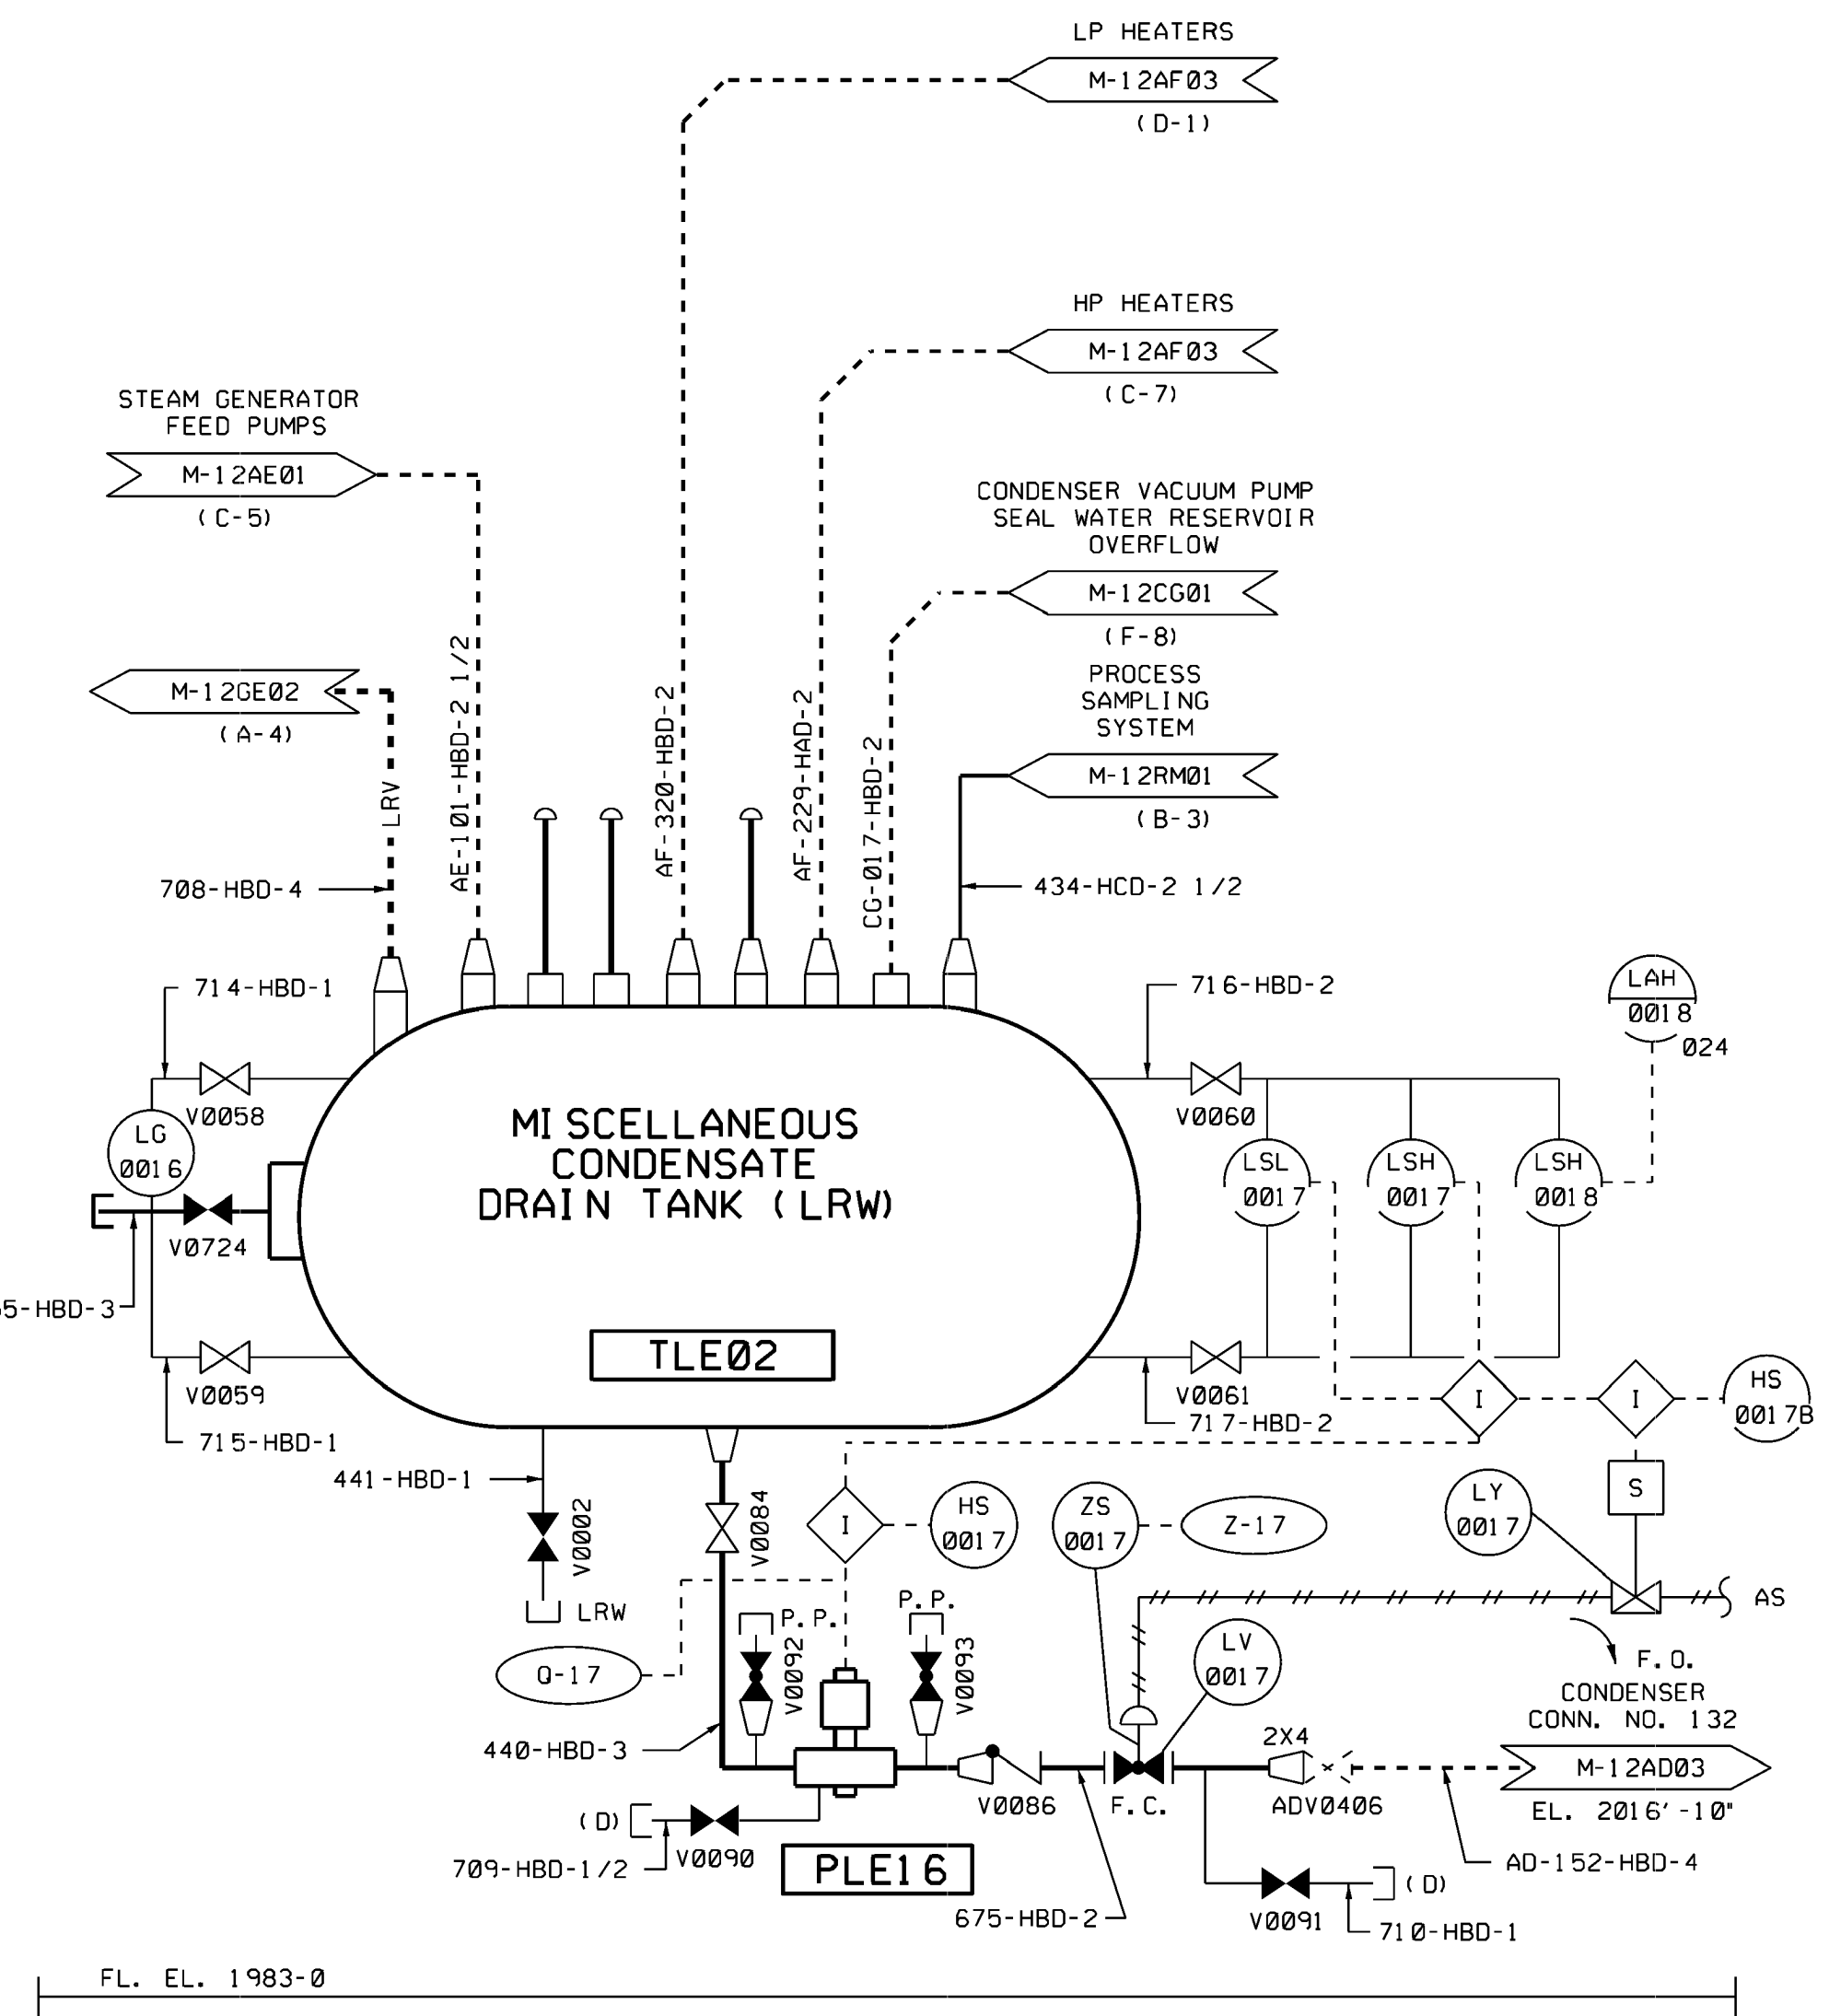 LP HEATERS
M-12AF03
(D-1)
HP HEATERS
M-12AF03
(C-7)
STEAM GENERATOR
FEED PUMPS
M-12AE01
(C-5)
CONDENSER VACUUM PUMP
SEAL WATER RESERVOIR
OVERFLOW
M-12CG01
(F-8)
PROCESS
SAMPLING
SYSTEM
M-12RM01
(B-3)
M-12GE02
(A-4)
LRV
AE-101-HBD-2 1/2
AF-320-HBD-2
AF-229-HAD-2
CG-017-HBD-2
708-HBD-4
434-HCD-2 1/2
714-HBD-1
716-HBD-2
LAH
0018
024
V0058
V0060
LG
0016
MISCELLANEOUS
CONDENSATE
DRAIN TANK (LRW)
LSL
0017
LSH
0017
LSH
0018
V0724
5-HBD-3
TLE02
V0059
V0061
715-HBD-1
717-HBD-2
I
I
HS
0017B
441-HBD-1
V0002
LRW
V0084
I
HS
0017
ZS
0017
Z-17
LY
0017
S
AS
P.P.
V0092
P.P.
V0093
Q-17
LV
0017
F.O.
CONDENSER
CONN. NO. 132
440-HBD-3
2X4
M-12AD03
V0086
F.C.
ADV0406
EL. 2016'-10"
(D)
709-HBD-1/2
V0090
PLE16
AD-152-HBD-4
675-HBD-2
V0091
(D)
710-HBD-1
FL. EL. 1983-0